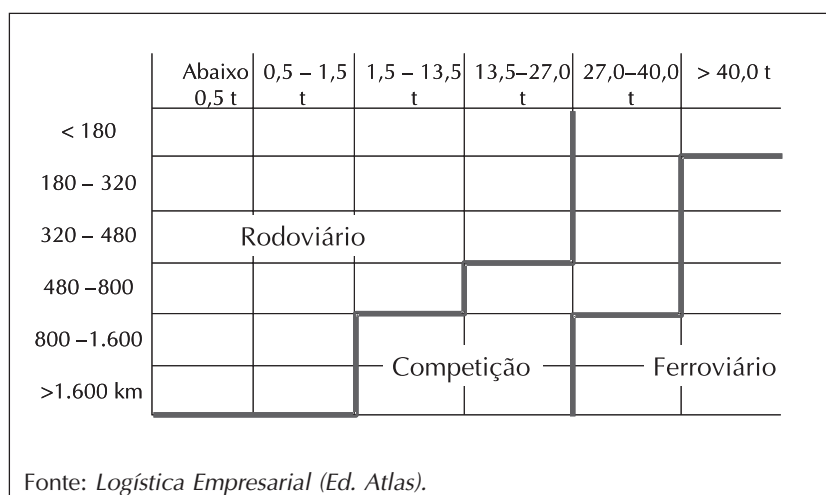 Abaixo 0,5 – 1,5 1,5 – 13,5 13,5–27,0 27,0–40,0 > 40,0 t
0,5 t t t t t
< 180
180 – 320
320 – 480
Rodoviário
480 –800
800 –1.600
Competição Ferroviário
>1.600 km
Fonte: Logística Empresarial (Ed. Atlas).